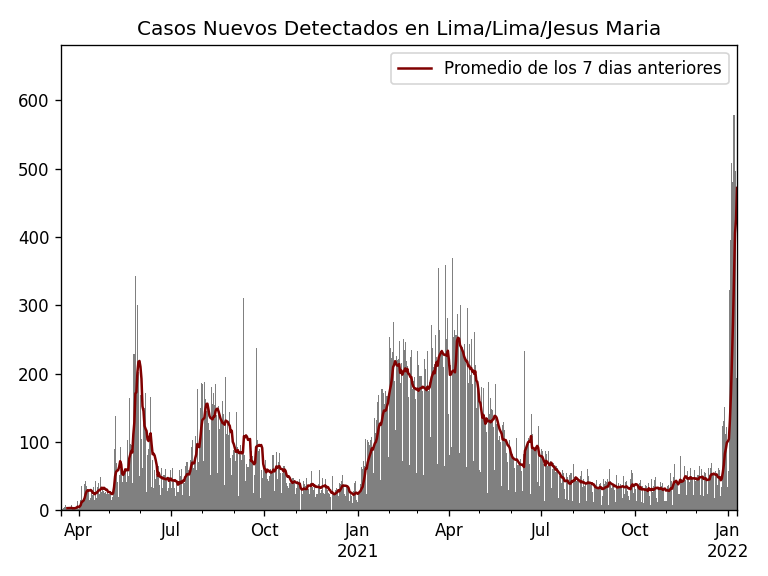 Casos Nuevos Detectados en Lima/Lima/Jesus Maria
Promedio de los 7 dias anteriores
600
500
400
300
200
100
0
Apr Jul Oct Jan Apr Jul Oct Jan
2021 2022